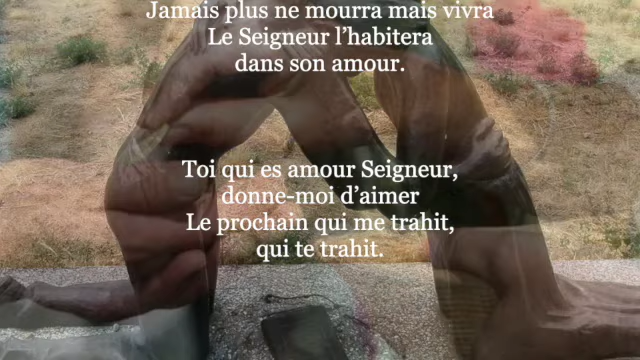 Jamais plus ne mourra mais vivra
Le Seigneur l’habitera
dans son amour.
Toi qui es amour Seigneur,
donne-moi d’aimer
Le prochain qui me trahit,
qui te trahit.